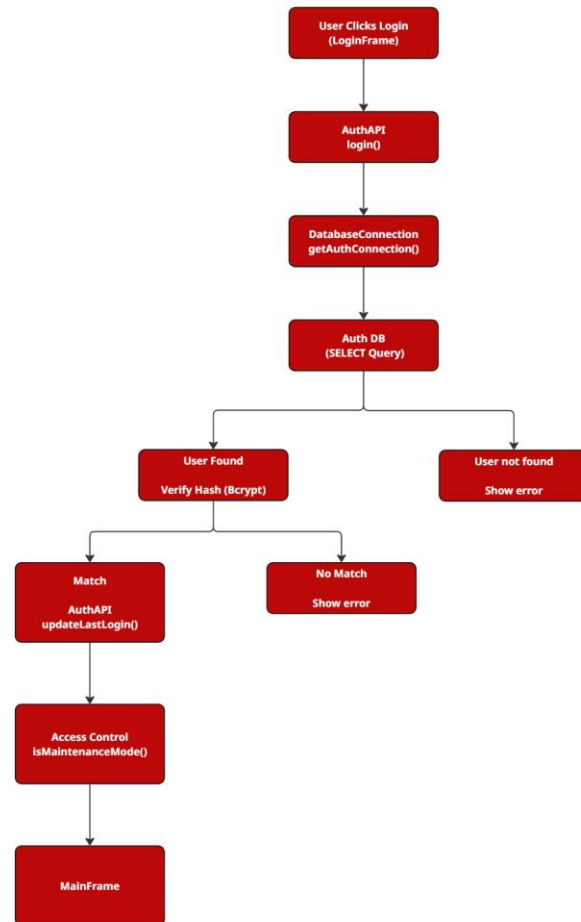 User Clicks Login
(LoginFrame)
AuthAPI
login()
DatabaseConnection
getAuthConnection()
Auth DB
(SELECT Query)
User Found
Verify Hash (Bcrypt)
User not found
Show error
Match
AuthAPI
updateLastLogin()
No Match
Show error
Access Control
isMaintenanceMode()
MainFrame